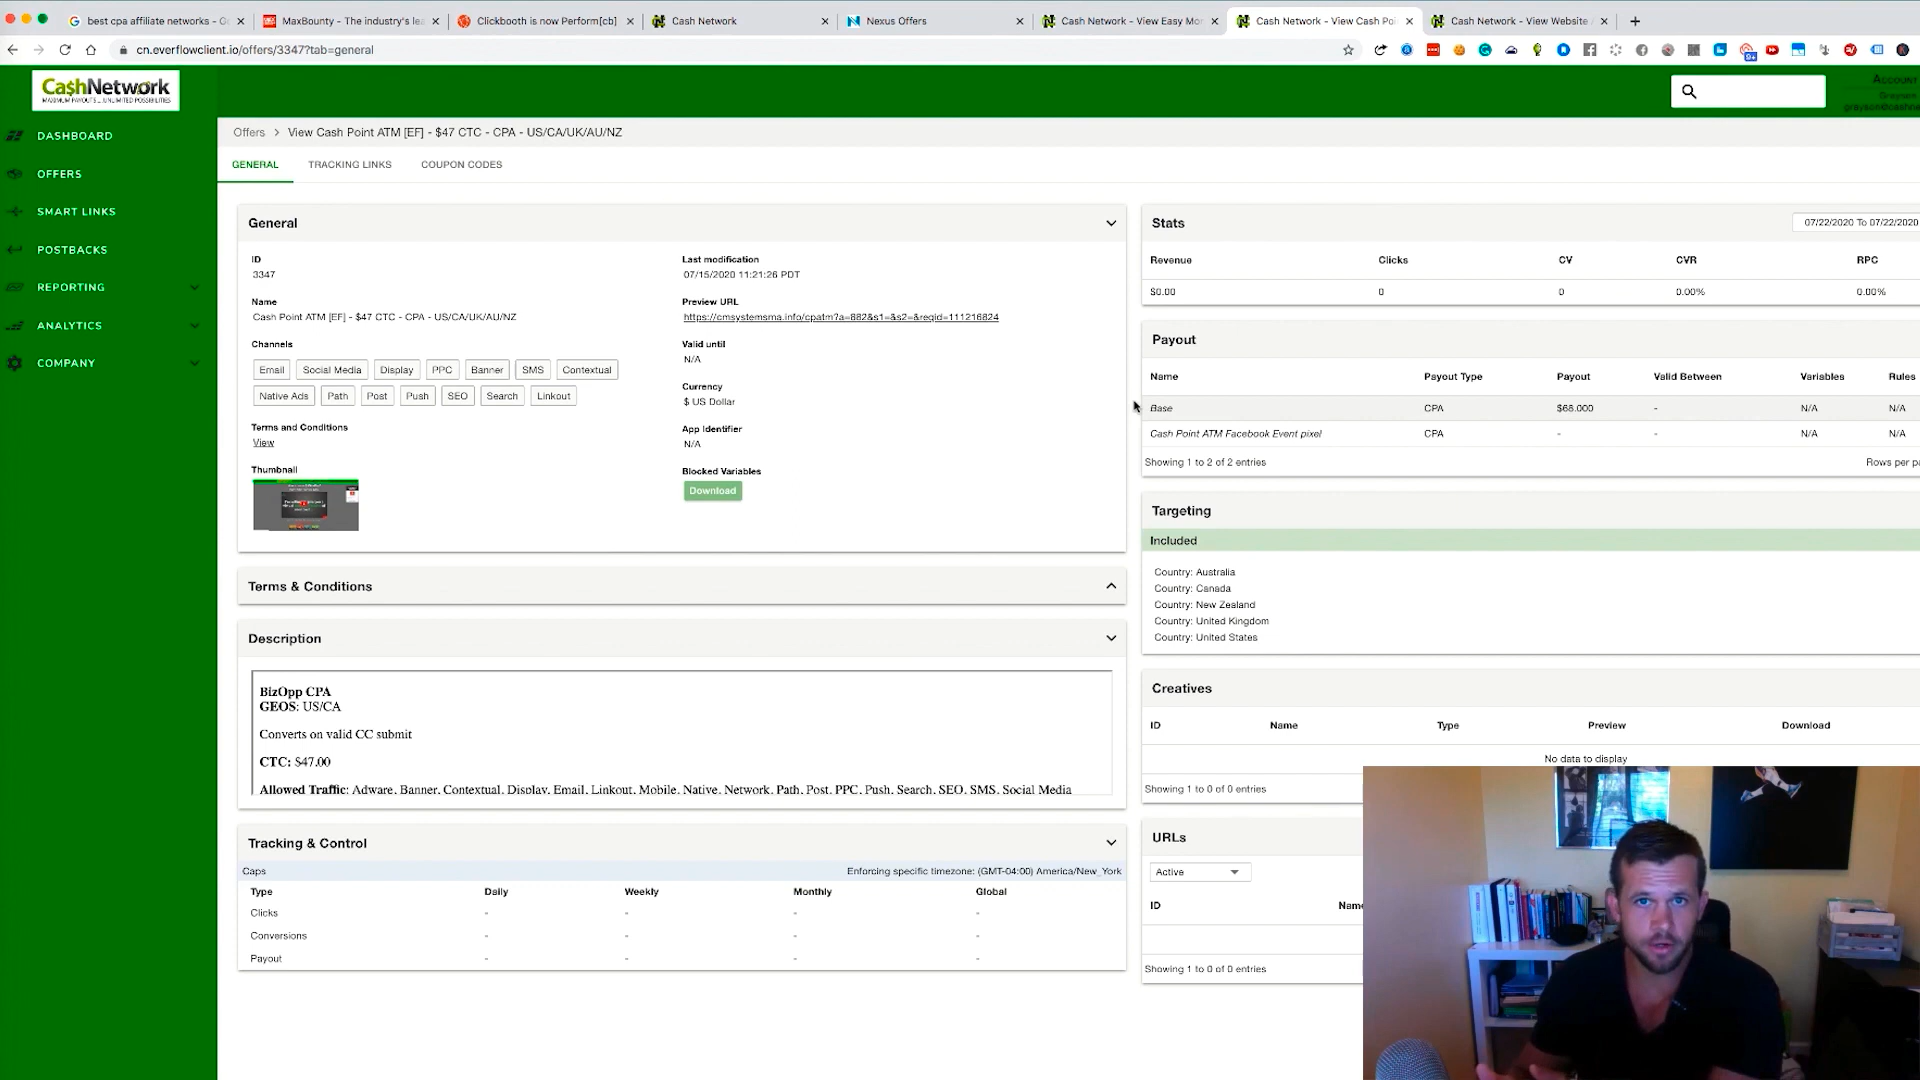 best cpa affiliate networks - G
MaxBounty - The industry's lea
Clickbooth is now Perform[cb]
Cash Network
Nexus Offers
Cash Network - View Easy Mo
Cash Network - View Cash Po
Cash Network - View Website
cn.everflowclient.io/offers/3347?tab=general
Ca$hNetwork
MAXIMUM PAYOUTS...UNLIMITED POSSIBILITIES
Account
DASHBOARD
OFFERS
SMART LINKS
POSTBACKS
REPORTING
ANALYTICS
COMPANY
Offers > View Cash Point ATM [EF] - $47 CTC - CPA - US/CA/UK/AU/NZ
GENERAL TRACKING LINKS COUPON CODES
General
ID
3347
Name
Cash Point ATM [EF] - $47 CTC - CPA - US/CA/UK/AU/NZ
Channels
Email Social Media Display PPC Banner SMS Contextual
Native Ads Path Post Push SEO Search Linkout
Terms and Conditions
View
Thumbnail
Last modification
07/15/2020 11:21:26 PDT
Preview URL
https://cmsystemsma.info/cpatm?a=882&s1=&s2=&reqid=111216824
Valid until
N/A
Currency
$ US Dollar
App Identifier
N/A
Blocked Variables
Download
Terms & Conditions
Description
BizOpp CPA
GEOS: US/CA
Converts on valid CC submit
CTC: $47.00
Allowed Traffic: Adware, Banner, Contextual, Display, Email, Linkout, Mobile, Native, Network, Path, Post, PPC, Push, Search, SEO, SMS, Social Media
Tracking & Control
Caps Enforcing specific timezone: (GMT-04:00) America/New_York
Type Daily Weekly Monthly Global
Clicks - - - -
Conversions - - - -
Payout - - - -
Stats 07/22/2020 To 07/22/2020
Revenue Clicks CV CVR RPC
$0.00 0 0 0.00% 0.00%
Payout
Name Payout Type Payout Valid Between Variables Rules
Base CPA $68.000 - N/A N/A
Cash Point ATM Facebook Event pixel CPA - - N/A N/A
Showing 1 to 2 of 2 entries Rows per pa
Targeting
Included
Country: Australia
Country: Canada
Country: New Zealand
Country: United Kingdom
Country: United States
Creatives
ID Name Type Preview Download
No data to display
Showing 1 to 0 of 0 entries
URLs
Active
ID Name
Showing 1 to 0 of 0 entries